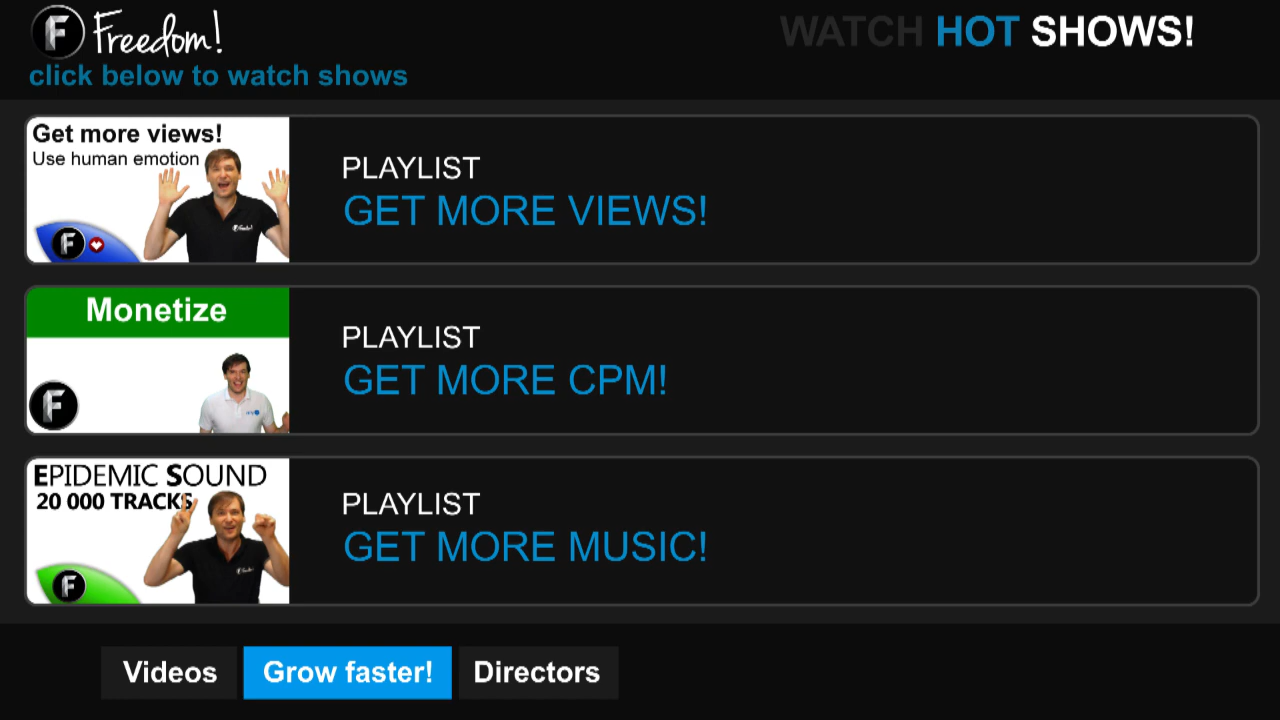 F Freedom!
click below to watch shows
WATCH HOT SHOWS!
Get more views!
Use human emotion
F
PLAYLIST
GET MORE VIEWS!
Monetize
F
PLAYLIST
GET MORE CPM!
EPIDEMIC SOUND
20 000 TRACKS
F
PLAYLIST
GET MORE MUSIC!
Videos
Grow faster!
Directors